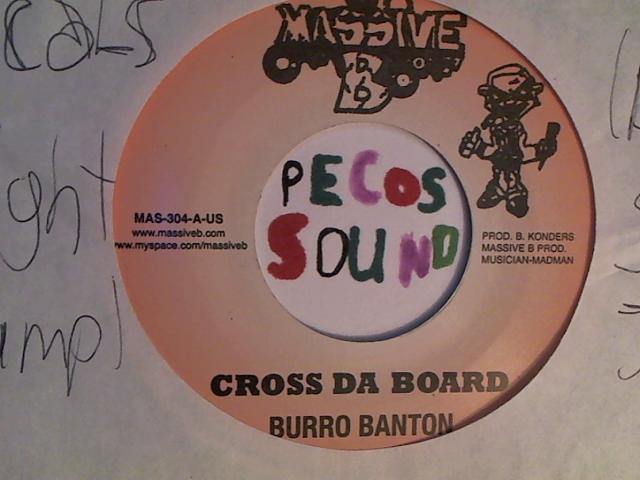 MASSIVE
B
PECOS
SOUND
MAS-304-A-US
www.massiveb.com
www.myspace.com/massiveb
PROD. B. KONDERS
MASSIVE B PROD.
MUSICIAN-MADMAN
CROSS DA BOARD
BURRO BANTON